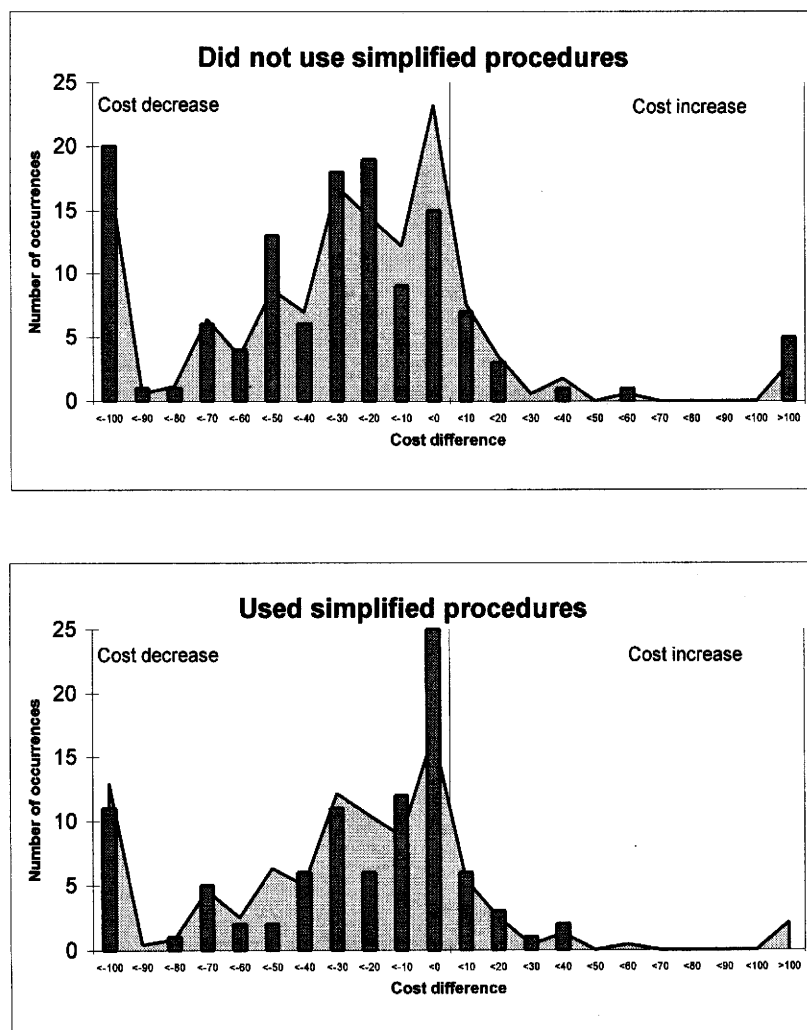 Did not use simplified procedures
25
Cost decrease
Cost increase
20
15
10
5
0
Number of occurrences
<-100 <-90 <-80 <-70 <-60 <-50 <-40 <-30 <-20 <-10 <0 <10 <20 <30 <40 <50 <60 <70 <80 <90 <100 >100
Cost difference
Used simplified procedures
25
Cost decrease
Cost increase
20
15
10
5
0
Number of occurrences
<-100 <-90 <-80 <-70 <-60 <-50 <-40 <-30 <-20 <-10 <0 <10 <20 <30 <40 <50 <60 <70 <80 <90 <100 >100
Cost difference